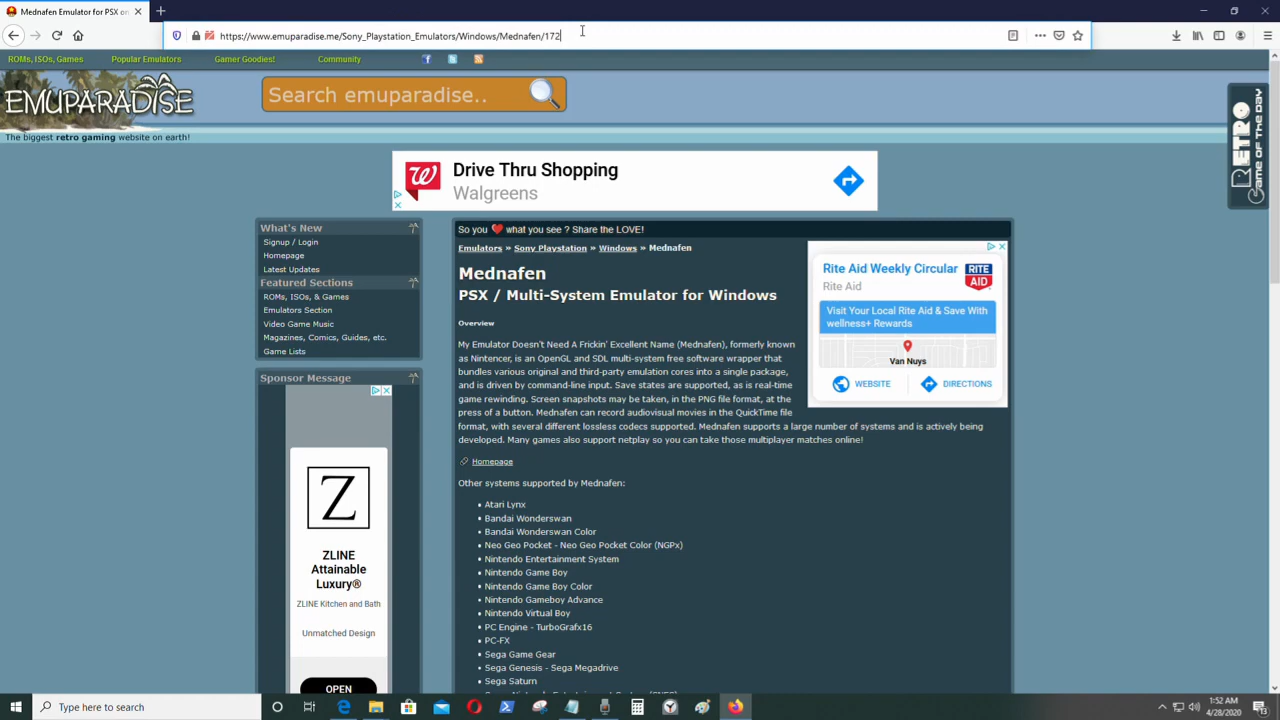 Mednafen Emulator for PSX on
https://www.emuparadise.me/Sony_Playstation_Emulators/Windows/Mednafen/172
ROMs, ISOs, Games
Popular Emulators
Gamer Goodies!
Community
EMUPARADISE
Search emuparadise..
The biggest retro gaming website on earth!
RETRO
Game OF THE DAY
W
Drive Thru Shopping
Walgreens
What's New
Signup / Login
Homepage
Latest Updates
Featured Sections
ROMs, ISOs, & Games
Emulators Section
Video Game Music
Magazines, Comics, Guides, etc.
Game Lists
Sponsor Message
Z
ZLINE
Attainable
Luxury®
ZLINE Kitchen and Bath
Unmatched Design
OPEN
So you ❤ what you see ? Share the LOVE!
Emulators » Sony Playstation » Windows » Mednafen
Mednafen
PSX / Multi-System Emulator for Windows
Overview
My Emulator Doesn't Need A Frickin' Excellent Name (Mednafen), formerly known
as Nintencer, is an OpenGL and SDL multi-system free software wrapper that
bundles various original and third-party emulation cores into a single package,
and is driven by command-line input. Save states are supported, as is real-time
game rewinding. Screen snapshots may be taken, in the PNG file format, at the
press of a button. Mednafen can record audiovisual movies in the QuickTime file
format, with several different lossless codecs supported. Mednafen supports a large number of systems and is actively being
developed. Many games also support netplay so you can take those multiplayer matches online!
Homepage
Other systems supported by Mednafen:
• Atari Lynx
• Bandai Wonderswan
• Bandai Wonderswan Color
• Neo Geo Pocket - Neo Geo Pocket Color (NGPx)
• Nintendo Entertainment System
• Nintendo Game Boy
• Nintendo Game Boy Color
• Nintendo Gameboy Advance
• Nintendo Virtual Boy
• PC Engine - TurboGrafx16
• PC-FX
• Sega Game Gear
• Sega Genesis - Sega Megadrive
• Sega Saturn
Rite Aid Weekly Circular
Rite Aid
RITE
AID
Visit Your Local Rite Aid & Save With
wellness+ Rewards
Van Nuys
WEBSITE
DIRECTIONS
Type here to search
1:52 AM
4/28/2020
13